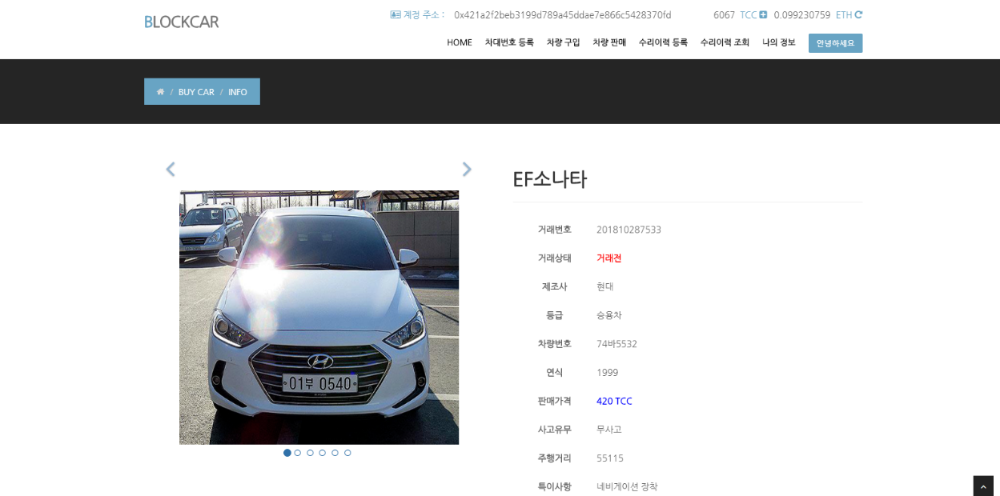 BLOCKCAR
계정 주소 : 0x421a2f2beb3199d789a45ddae7e866c5428370fd 6067 TCC 0.099230759 ETH
HOME 차대번호 등록 차량 구입 차량 판매 수리이력 등록 수리이력 조회 나의 정보 안녕하세요
/ BUY CAR / INFO
EF소나타
거래번호 201810287533
거래상태 거래전
제조사 현대
등급 승용차
차량번호 74바5532
연식 1999
판매가격 420 TCC
사고유무 무사고
주행거리 55115
특이사항 네비게이션 장착
01부 0540